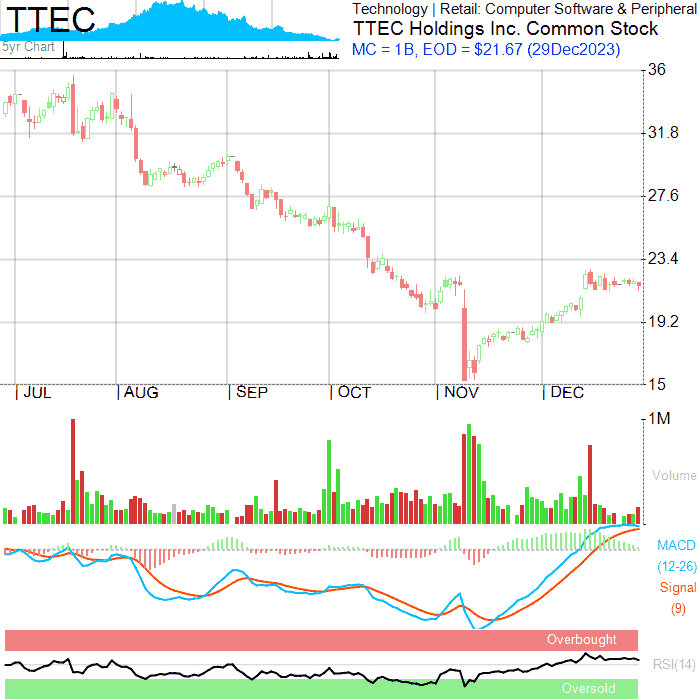 TTEC
Technology | Retail: Computer Software & Peripheral
TTEC Holdings Inc. Common Stock
5yr Chart
MC = 1B, EOD = $21.67 (29Dec2023)
36
31.8
27.6
23.4
19.2
15
JUL AUG SEP OCT NOV DEC
1M
Volume
MACD
(12-26)
Signal
(9)
Overbought
RSI(14)
Oversold